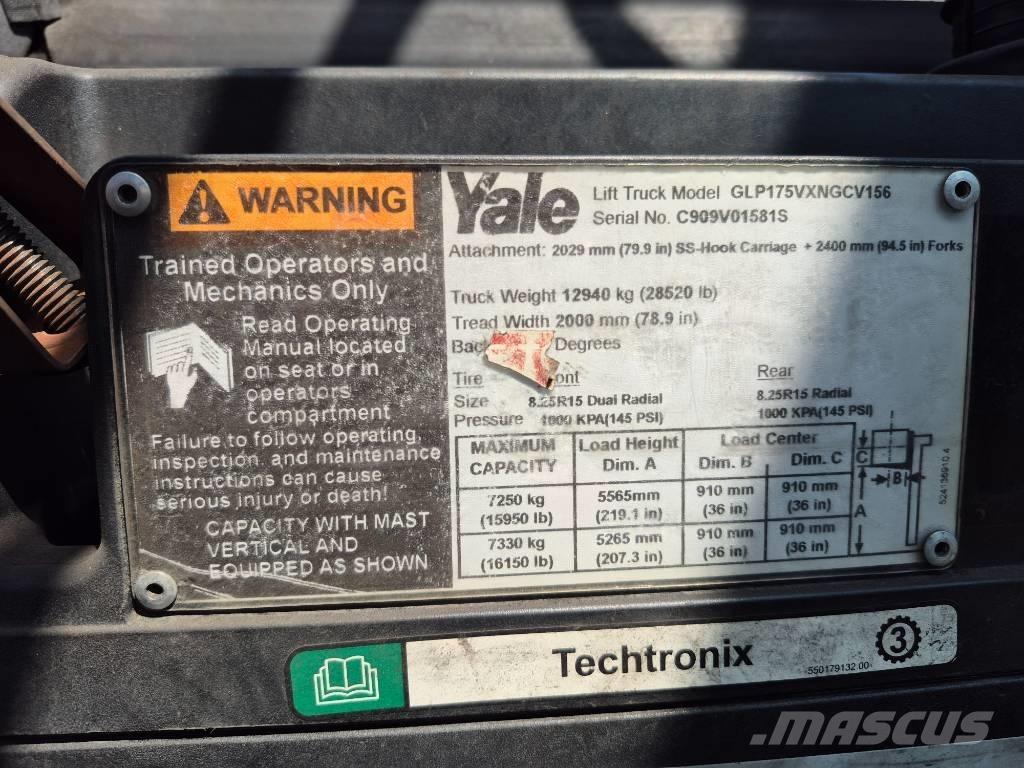 WARNING
Trained Operators and
Mechanics Only
Read Operating
Manual located
on seat or in
operators
compartment
Failure to follow operating,
inspection and maintenance
instructions can cause
serious injury or death!
CAPACITY WITH MAST
VERTICAL AND
EQUIPPED AS SHOWN
Yale
Lift Truck Model GLP175VXNGCV156
Serial No. C909V01581S
Attachment: 2029 mm (79.9 in) SS-Hook Carriage + 2400 mm (94.5 in) Forks
Truck Weight 12940 kg (28520 lb)
Tread Width 2000 mm (78.9 in)
Degrees
Tire Rear
Size 8.25R15 Dual Radial 8.25R15 Radial
Pressure 1000 KPA(145 PSI) 1000 KPA(145 PSI)
MAXIMUM CAPACITY Load Height Dim. A Load Center Dim. B Dim. C
7250 kg (15950 lb) 5565mm (219.1 in) 910 mm (36 in) 910 mm (36 in)
7330 kg (16150 lb) 5265 mm (207.3 in) 910 mm (36 in) 910 mm (36 in)
C
B
A
524136910 4
Techtronix
550179132 00
3
MASCUS